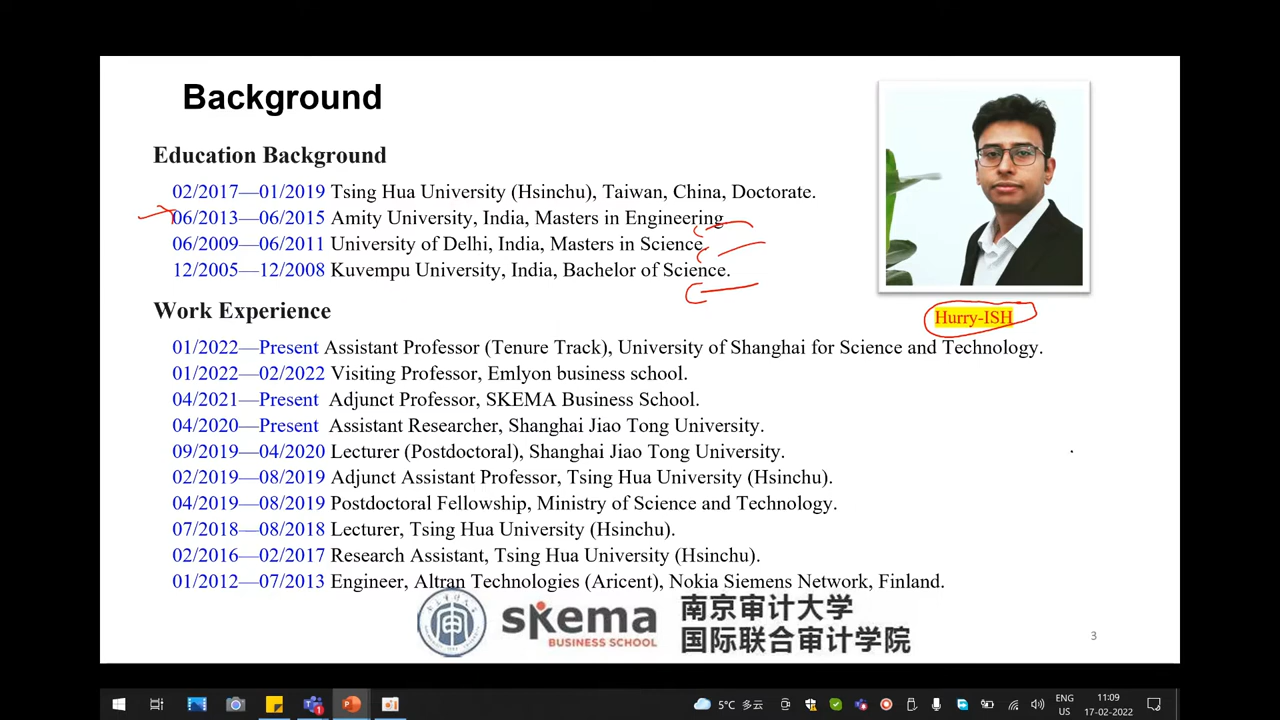 Background
Education Background
02/2017—01/2019 Tsing Hua University (Hsinchu), Taiwan, China, Doctorate.
06/2013—06/2015 Amity University, India, Masters in Engineering
06/2009—06/2011 University of Delhi, India, Masters in Science
12/2005—12/2008 Kuvempu University, India, Bachelor of Science.
Hurry-ISH
Work Experience
01/2022—Present Assistant Professor (Tenure Track), University of Shanghai for Science and Technology.
01/2022—02/2022 Visiting Professor, Emlyon business school.
04/2021—Present Adjunct Professor, SKEMA Business School.
04/2020—Present Assistant Researcher, Shanghai Jiao Tong University.
09/2019—04/2020 Lecturer (Postdoctoral), Shanghai Jiao Tong University.
02/2019—08/2019 Adjunct Assistant Professor, Tsing Hua University (Hsinchu).
04/2019—08/2019 Postdoctoral Fellowship, Ministry of Science and Technology.
07/2018—08/2018 Lecturer, Tsing Hua University (Hsinchu).
02/2016—02/2017 Research Assistant, Tsing Hua University (Hsinchu).
01/2012—07/2013 Engineer, Altran Technologies (Aricent), Nokia Siemens Network, Finland.
skema
BUSINESS SCHOOL
南京审计大学
国际联合审计学院
3
5°C 多云
ENG
US
11:09
17-02-2022